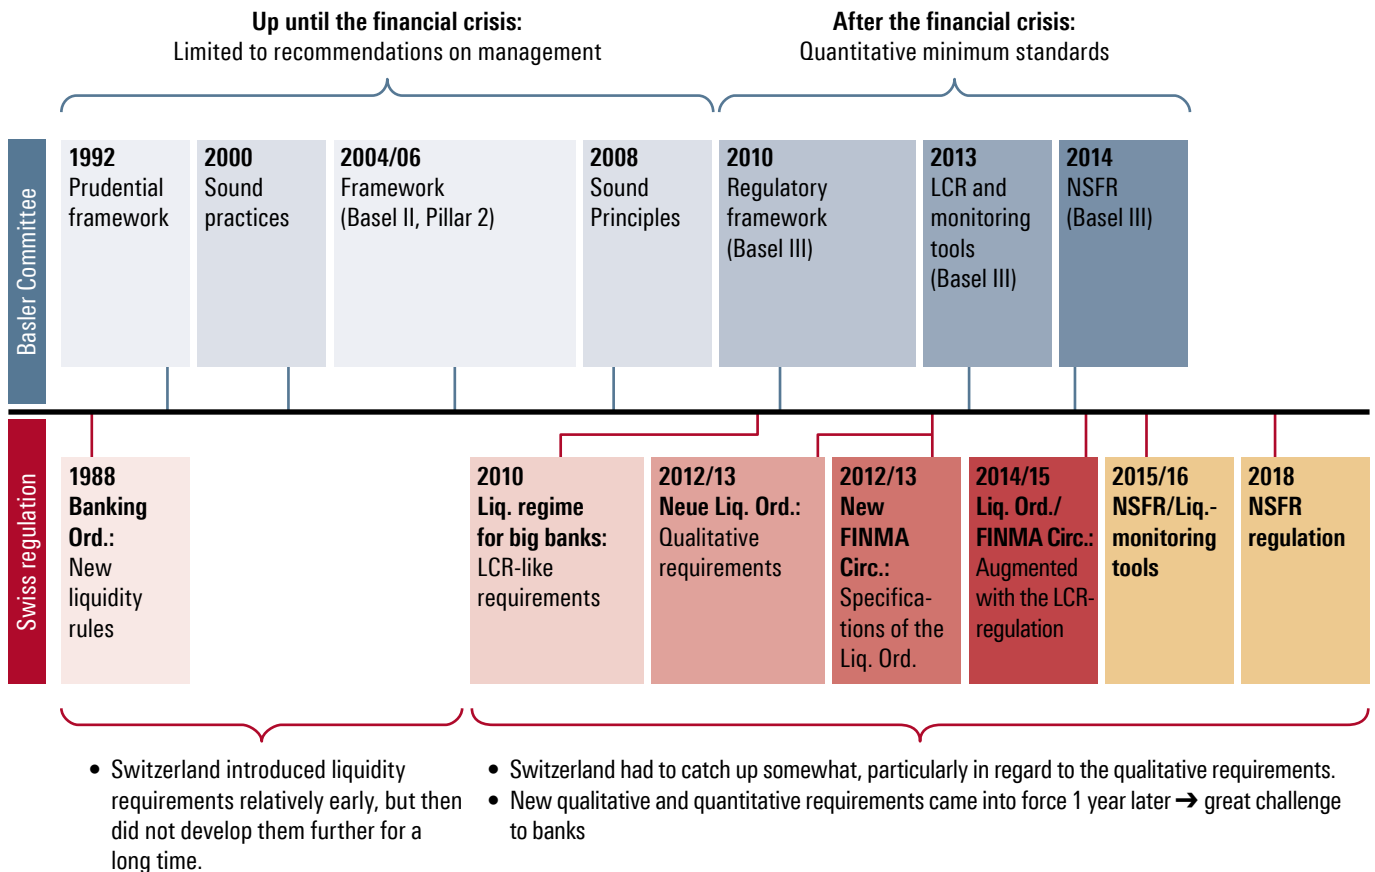 Up until the financial crisis:
Limited to recommendations on management
After the financial crisis:
Quantitative minimum standards
Basler Committee
1992
Prudential
framework
2000
Sound
practices
2004/06
Framework
(Basel II, Pillar 2)
2008
Sound
Principles
2010
Regulatory
framework
(Basel III)
2013
LCR and
monitoring
tools
(Basel III)
2014
NSFR
(Basel III)
Swiss regulation
1988
Banking
Ord.:
New
liquidity
rules
2010
Liq. regime
for big banks:
LCR-like
requirements
2012/13
Neue Liq. Ord.:
Qualitative
requirements
2012/13
New
FINMA
Circ.:
Specifica-
tions of the
Liq. Ord.
2014/15
Liq. Ord./
FINMA Circ.:
Augmented
with the LCR-
regulation
2015/16
NSFR/Liq.-
monitoring
tools
2018
NSFR
regulation
• Switzerland introduced liquidity
requirements relatively early, but then
did not develop them further for a
long time.
• Switzerland had to catch up somewhat, particularly in regard to the qualitative requirements.
• New qualitative and quantitative requirements came into force 1 year later ➔ great challenge
to banks